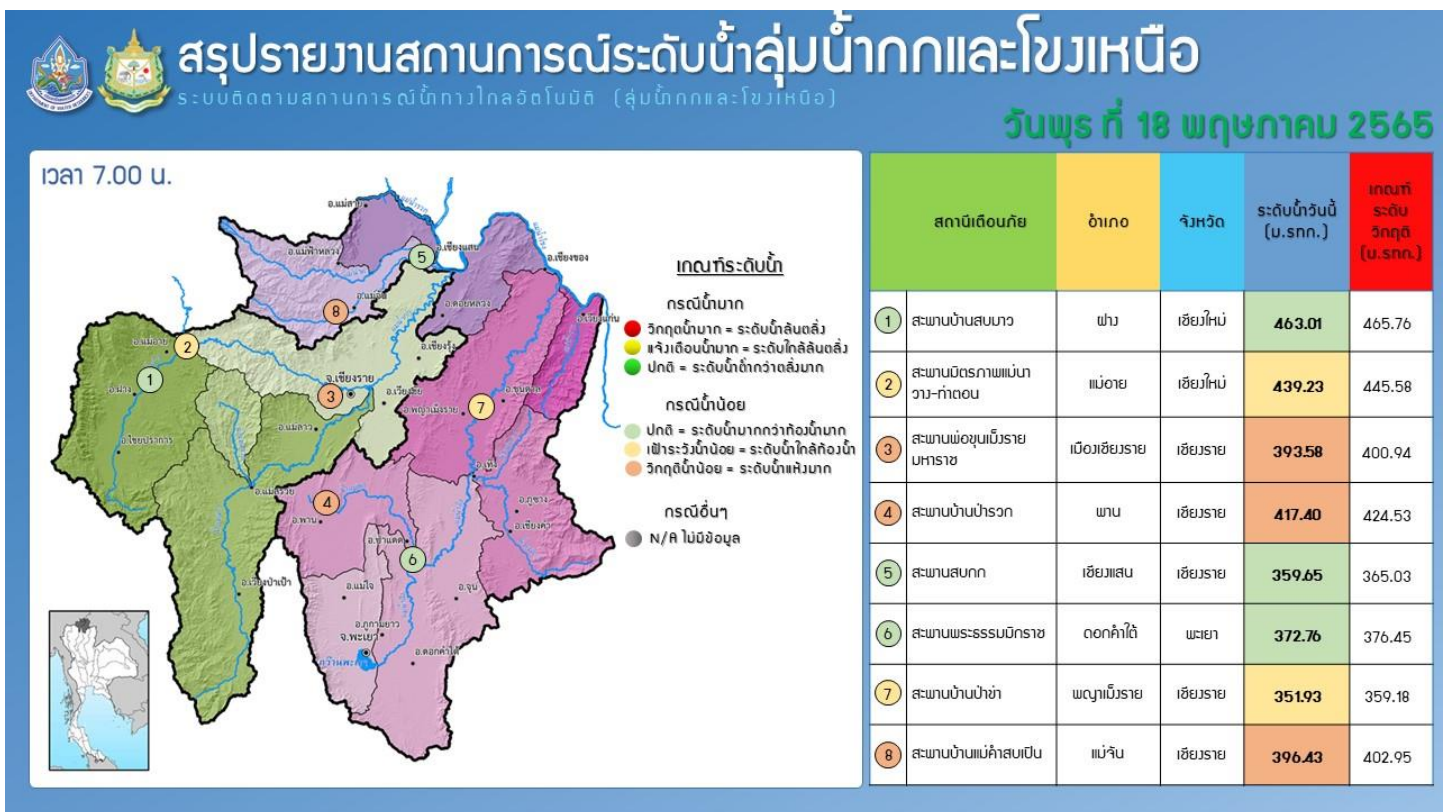 สรุปรายงานสถานการณ์ระดับน้ำลุ่มน้ำกกและโขงเหนือ
ระบบติดตามสถานการณ์น้ำทางไกลอัตโนมัติ (ลุ่มน้ำกกและโขงเหนือ)
วันพุธ ที่ 18 พฤษภาคม 2565
เวลา 7.00 น.
อ.แม่สาย
อ.แม่ฟ้าหลวง
5
อ.เชียงแสน
อ.เชียงของ
8
อ.แม่จัน
อ.ดอยหลวง
อ.เวียงแก่น
2
อ.แม่อาย
อ.เชียงรุ้ง
1
อ.ฝาง
จ.เชียงราย
3
อ.เวียงชัย
อ.ขุนตาล
7
อ.พญาเม็งราย
อ.ไชยปราการ
อ.แม่ลาว
อ.เทิง
อ.แม่สรวย
4
อ.พาน
อ.ภูซาง
อ.เชียงคำ
อ.ป่าแดด
6
อ.เวียงป่าเป้า
อ.แม่ใจ
อ.จุน
อ.ภูกามยาว
จ.พะเยา
อ.ดอกคำใต้
เกณฑ์ระดับน้ำ
กรณีน้ำมาก
วิกฤตน้ำมาก = ระดับน้ำล้นตลิ่ง
แจ้งเตือนน้ำมาก = ระดับใกล้ล้นตลิ่ง
ปกติ = ระดับน้ำต่ำกว่าตลิ่งมาก
กรณีน้ำน้อย
ปกติ = ระดับน้ำมากกว่าท้องน้ำมาก
เฝ้าระวังน้ำน้อย = ระดับน้ำใกล้ท้องน้ำ
วิกฤติน้ำน้อย = ระดับน้ำแห้งมาก
กรณีอื่นๆ
N/A ไม่มีข้อมูล
สถานีเตือนภัย อำเภอ จังหวัด ระดับน้ำวันนี้ (ม.รทก.) เกณฑ์ระดับวิกฤติ (ม.รทก.)
1 สะพานบ้านสบมาว ฝาง เชียงใหม่ 463.01 465.76
2 สะพานมิตรภาพแม่นาวาง-ท่าตอน แม่อาย เชียงใหม่ 439.23 445.58
3 สะพานพ่อขุนเม็งรายมหาราช เมืองเชียงราย เชียงราย 393.58 400.94
4 สะพานบ้านป่ารวก พาน เชียงราย 417.40 424.53
5 สะพานสบกก เชียงแสน เชียงราย 359.65 365.03
6 สะพานพระธรรมมิกราช ดอกคำใต้ พะเยา 372.76 376.45
7 สะพานบ้านป่าข่า พญาเม็งราย เชียงราย 351.93 359.18
8 สะพานบ้านแม่คำสบเปิน แม่จัน เชียงราย 396.43 402.95